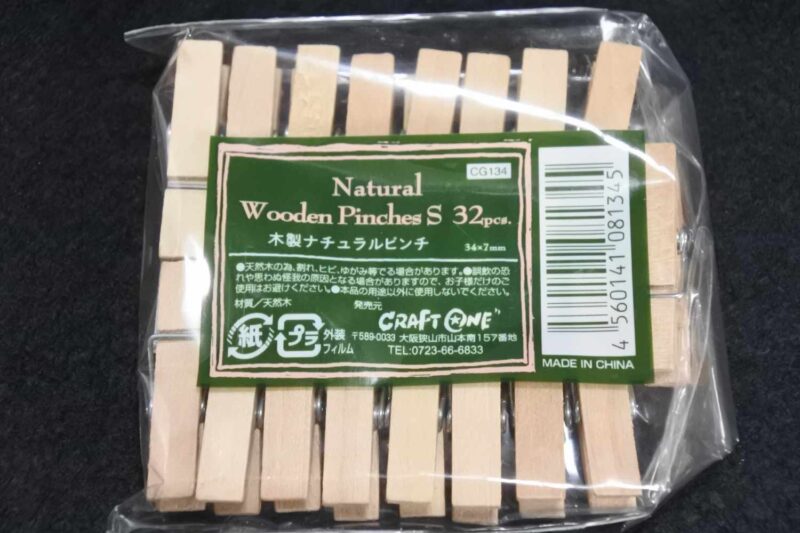 CG134
Natural
Wooden Pinches S 32pcs.
木製ナチュラルピンチ 34×7mm
●天然木の為、割れ、ヒビ、ゆがみ等でる場合があります。●誤飲の恐
れや思わぬ怪我の原因となる場合がありますので、お子様だけのご
使用はお避けください。●本品の用途以外に使用しないでください。
材質/天然木 発売元
紙 プラ 外装
フィルム
CRAFT ONE
〒589-0033 大阪狭山市山本南157番地
TEL:0723-66-6833
4 560141 081345
MADE IN CHINA